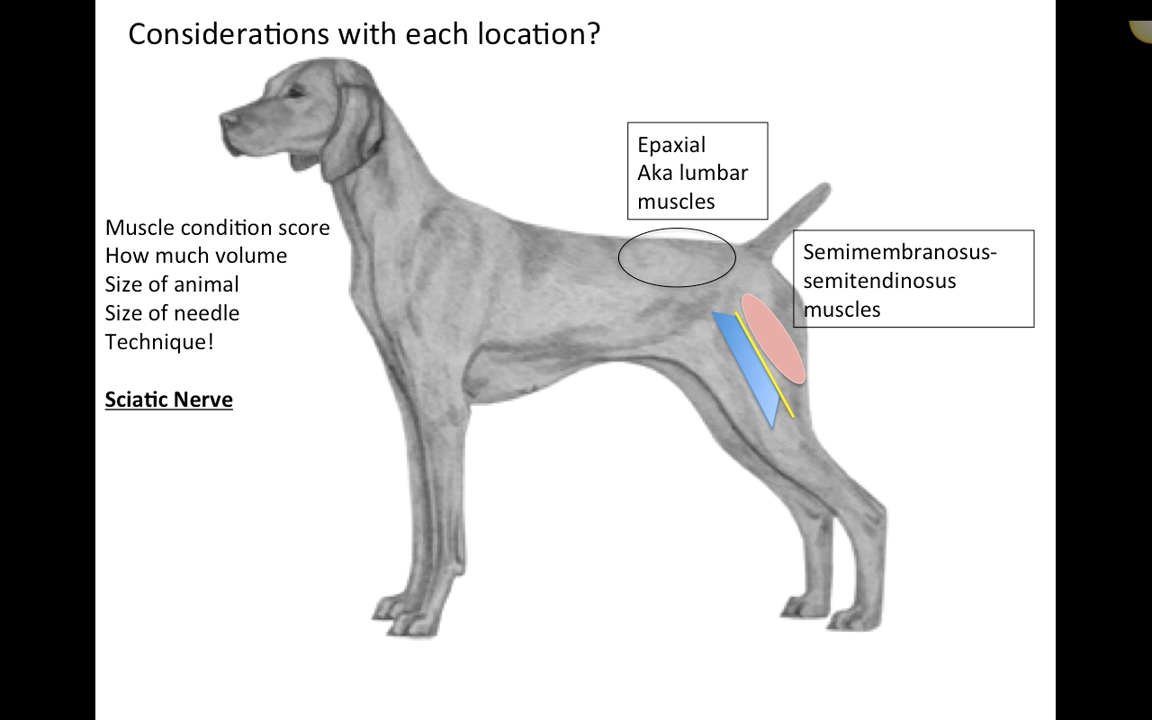 Considerations with each location?
Epaxial
Aka lumbar
muscles
Semimembranosus-
semitendinosus
muscles
Muscle condition score
How much volume
Size of animal
Size of needle
Technique!
Sciatic Nerve